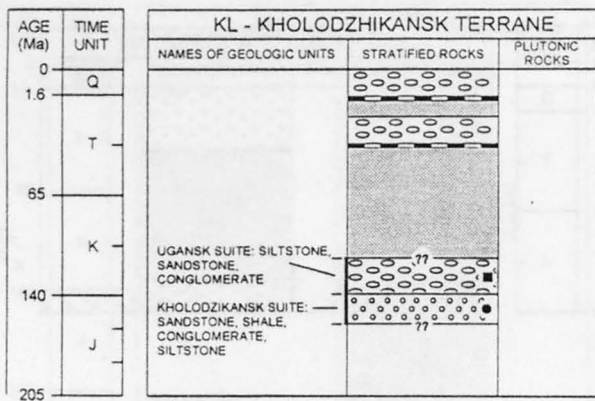 AGE (Ma)
TIME UNIT
KL - KHOLODZHIKANSK TERRANE
NAMES OF GEOLOGIC UNITS
STRATIFIED ROCKS
PLUTONIC ROCKS
0
Q
1.6
T
65
K
UGANSK SUITE: SILTSTONE,
SANDSTONE,
CONGLOMERATE
??
140
KHOLODZIKANSK SUITE:
SANDSTONE, SHALE,
CONGLOMERATE,
SILTSTONE
??
J
205